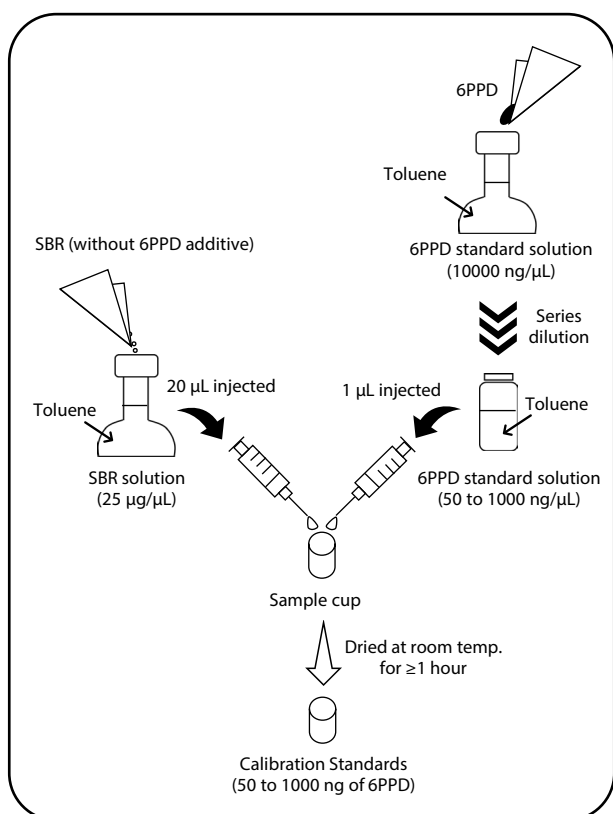 6PPD
Toluene
6PPD standard solution
(10000 ng/μL)
SBR (without 6PPD additive)
Series
dilution
20 μL injected
1 μL injected
Toluene
Toluene
SBR solution
(25 μg/μL)
6PPD standard solution
(50 to 1000 ng/μL)
Sample cup
Dried at room temp.
for ≥1 hour
Calibration Standards
(50 to 1000 ng of 6PPD)